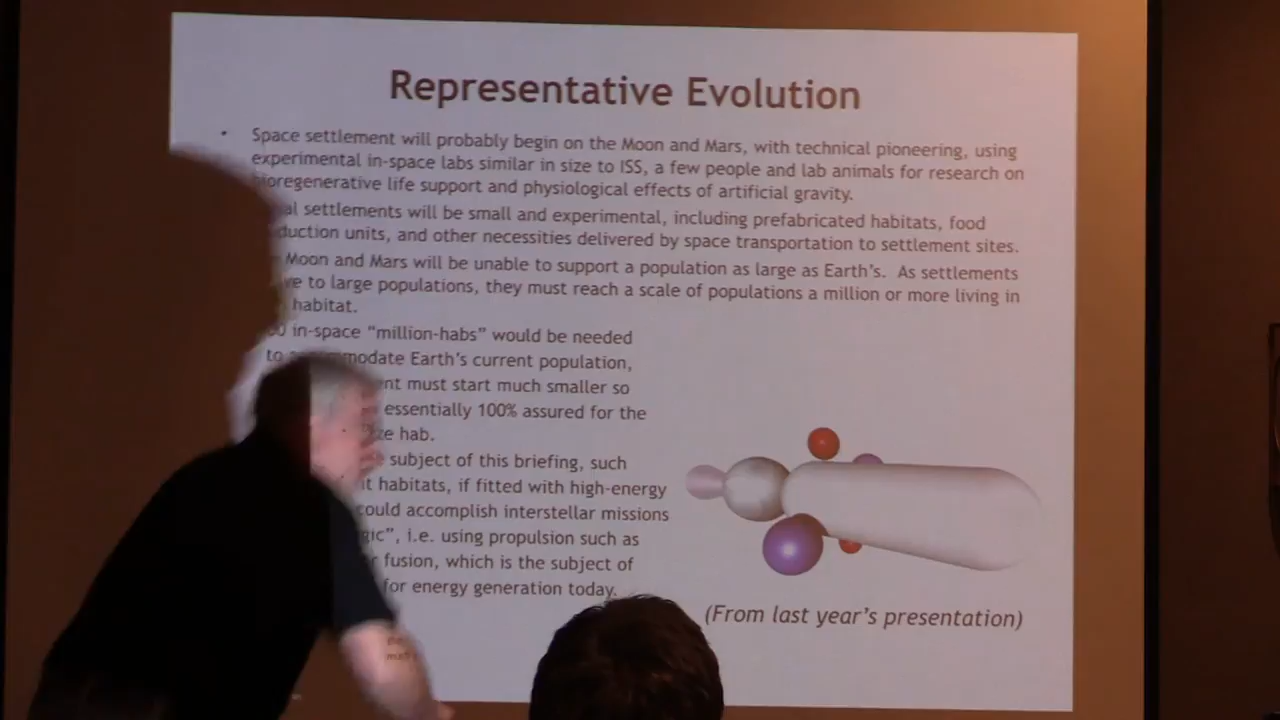 Representative Evolution
• Space settlement will probably begin on the Moon and Mars, with technical pioneering, using
experimental in-space labs similar in size to ISS, a few people and lab animals for research on
bioregenerative life support and physiological effects of artificial gravity.
settlements will be small and experimental, including prefabricated habitats, food
units, and other necessities delivered by space transportation to settlement sites.
Moon and Mars will be unable to support a population as large as Earth's. As settlements
to large populations, they must reach a scale of populations a million or more living in
habitat.
in-space "million-habs" would be needed
to Earth's current population,
must start much smaller so
essentially 100% assured for the
hab.
subject of this briefing, such
habitats, if fitted with high-energy
could accomplish interstellar missions
i.e. using propulsion such as
fusion, which is the subject of
for energy generation today.
(From last year's presentation)